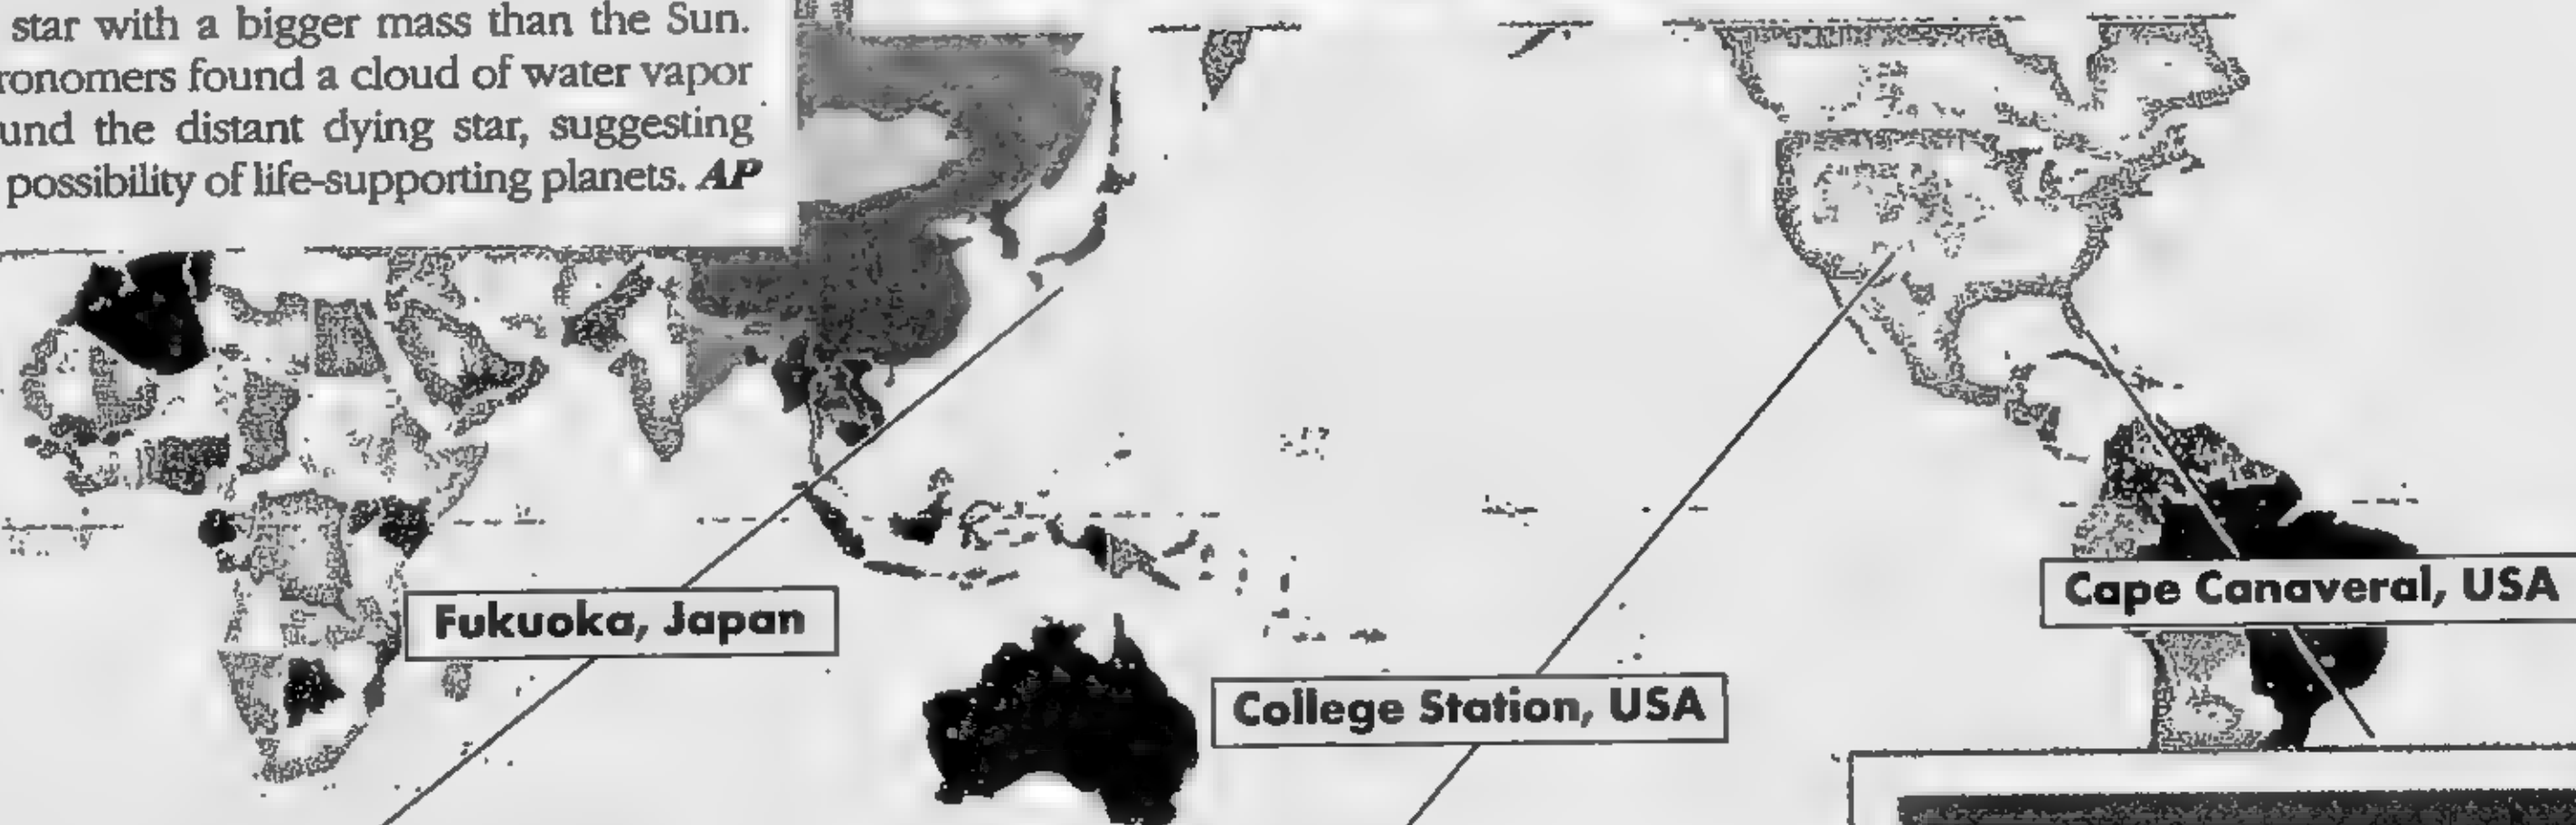 star with a bigger mass than the Sun.
ronomers found a cloud of water vapor
und the distant dying star, suggesting
possibility of life-supporting planets. AP
Fukuoka, Japan
College Station, USA
Cape Canaveral, USA